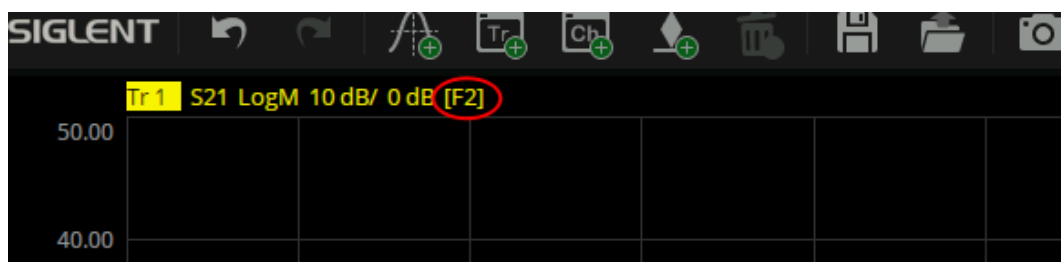 SIGLENT
Tr Ch
Tr 1 S21 LogM 10 dB/ 0 dB [F2]
50.00
40.00